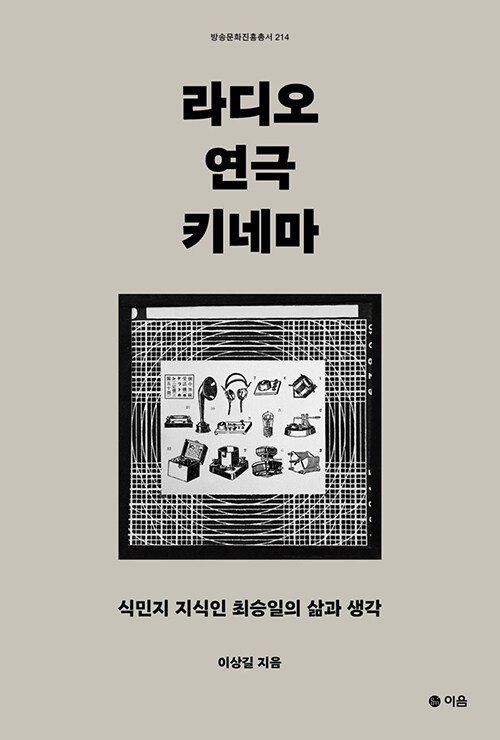 방송문화진흥총서 214
라디오
연극
키네마
식민지 지식인 최승일의 삶과 생각
이상길 지음
이음